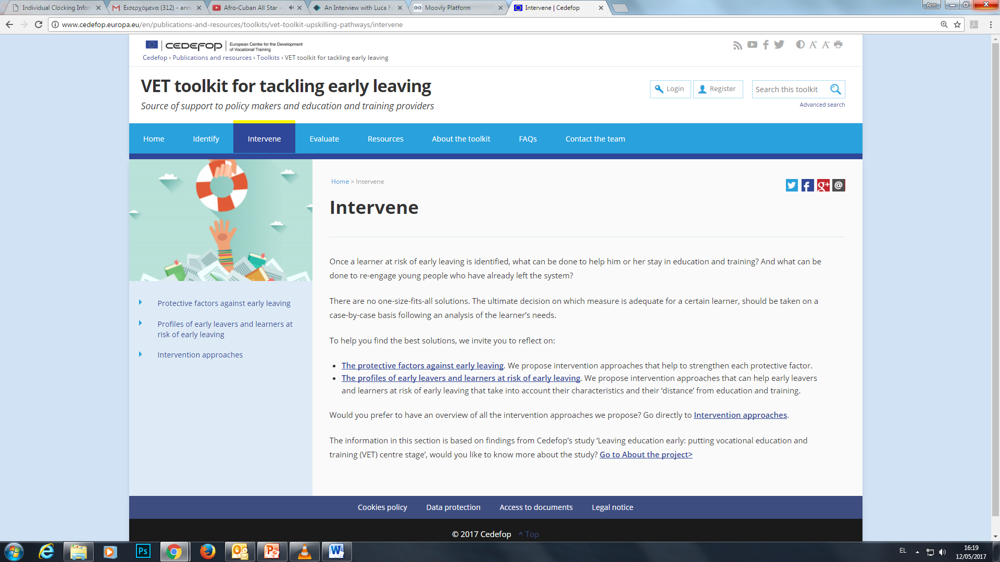 Individual Clocking Infor
Εισερχόμενα (312) - anni
Afro-Cuban All Star -
An Interview with Luca Fa
Moovly Platform
Intervene | Cedefop
Ann
www.cedefop.europa.eu/en/publications-and-resources/toolkits/vet-toolkit-upskilling-pathways/intervene
CEDEFOP European Centre for the Development
of Vocational Training
Cedefop › Publications and resources › Toolkits › VET toolkit for tackling early leaving
A+ A-
VET toolkit for tackling early leaving
Source of support to policy makers and education and training providers
Login Register Search this toolkit
Advanced search
Home Identify Intervene Evaluate Resources About the toolkit FAQs Contact the team
Home > Intervene
Intervene
Once a learner at risk of early leaving is identified, what can be done to help him or her stay in education and training? And what can be
done to re-engage young people who have already left the system?
There are no one-size-fits-all solutions. The ultimate decision on which measure is adequate for a certain learner, should be taken on a
case-by-case basis following an analysis of the learner’s needs.
To help you find the best solutions, we invite you to reflect on:
• The protective factors against early leaving. We propose intervention approaches that help to strengthen each protective factor.
• The profiles of early leavers and learners at risk of early leaving. We propose intervention approaches that can help early leavers
and learners at risk of early leaving that take into account their characteristics and their ‘distance’ from education and training.
Would you prefer to have an overview of all the intervention approaches we propose? Go directly to Intervention approaches.
The information in this section is based on findings from Cedefop’s study ‘Leaving education early: putting vocational education and
training (VET) centre stage’, would you like to know more about the study? Go to About the project>
Protective factors against early leaving
Profiles of early leavers and learners at
risk of early leaving
Intervention approaches
Cookies policy Data protection Access to documents Legal notice
© 2017 Cedefop ^ Top
Ps
EL
16:19
12/05/2017